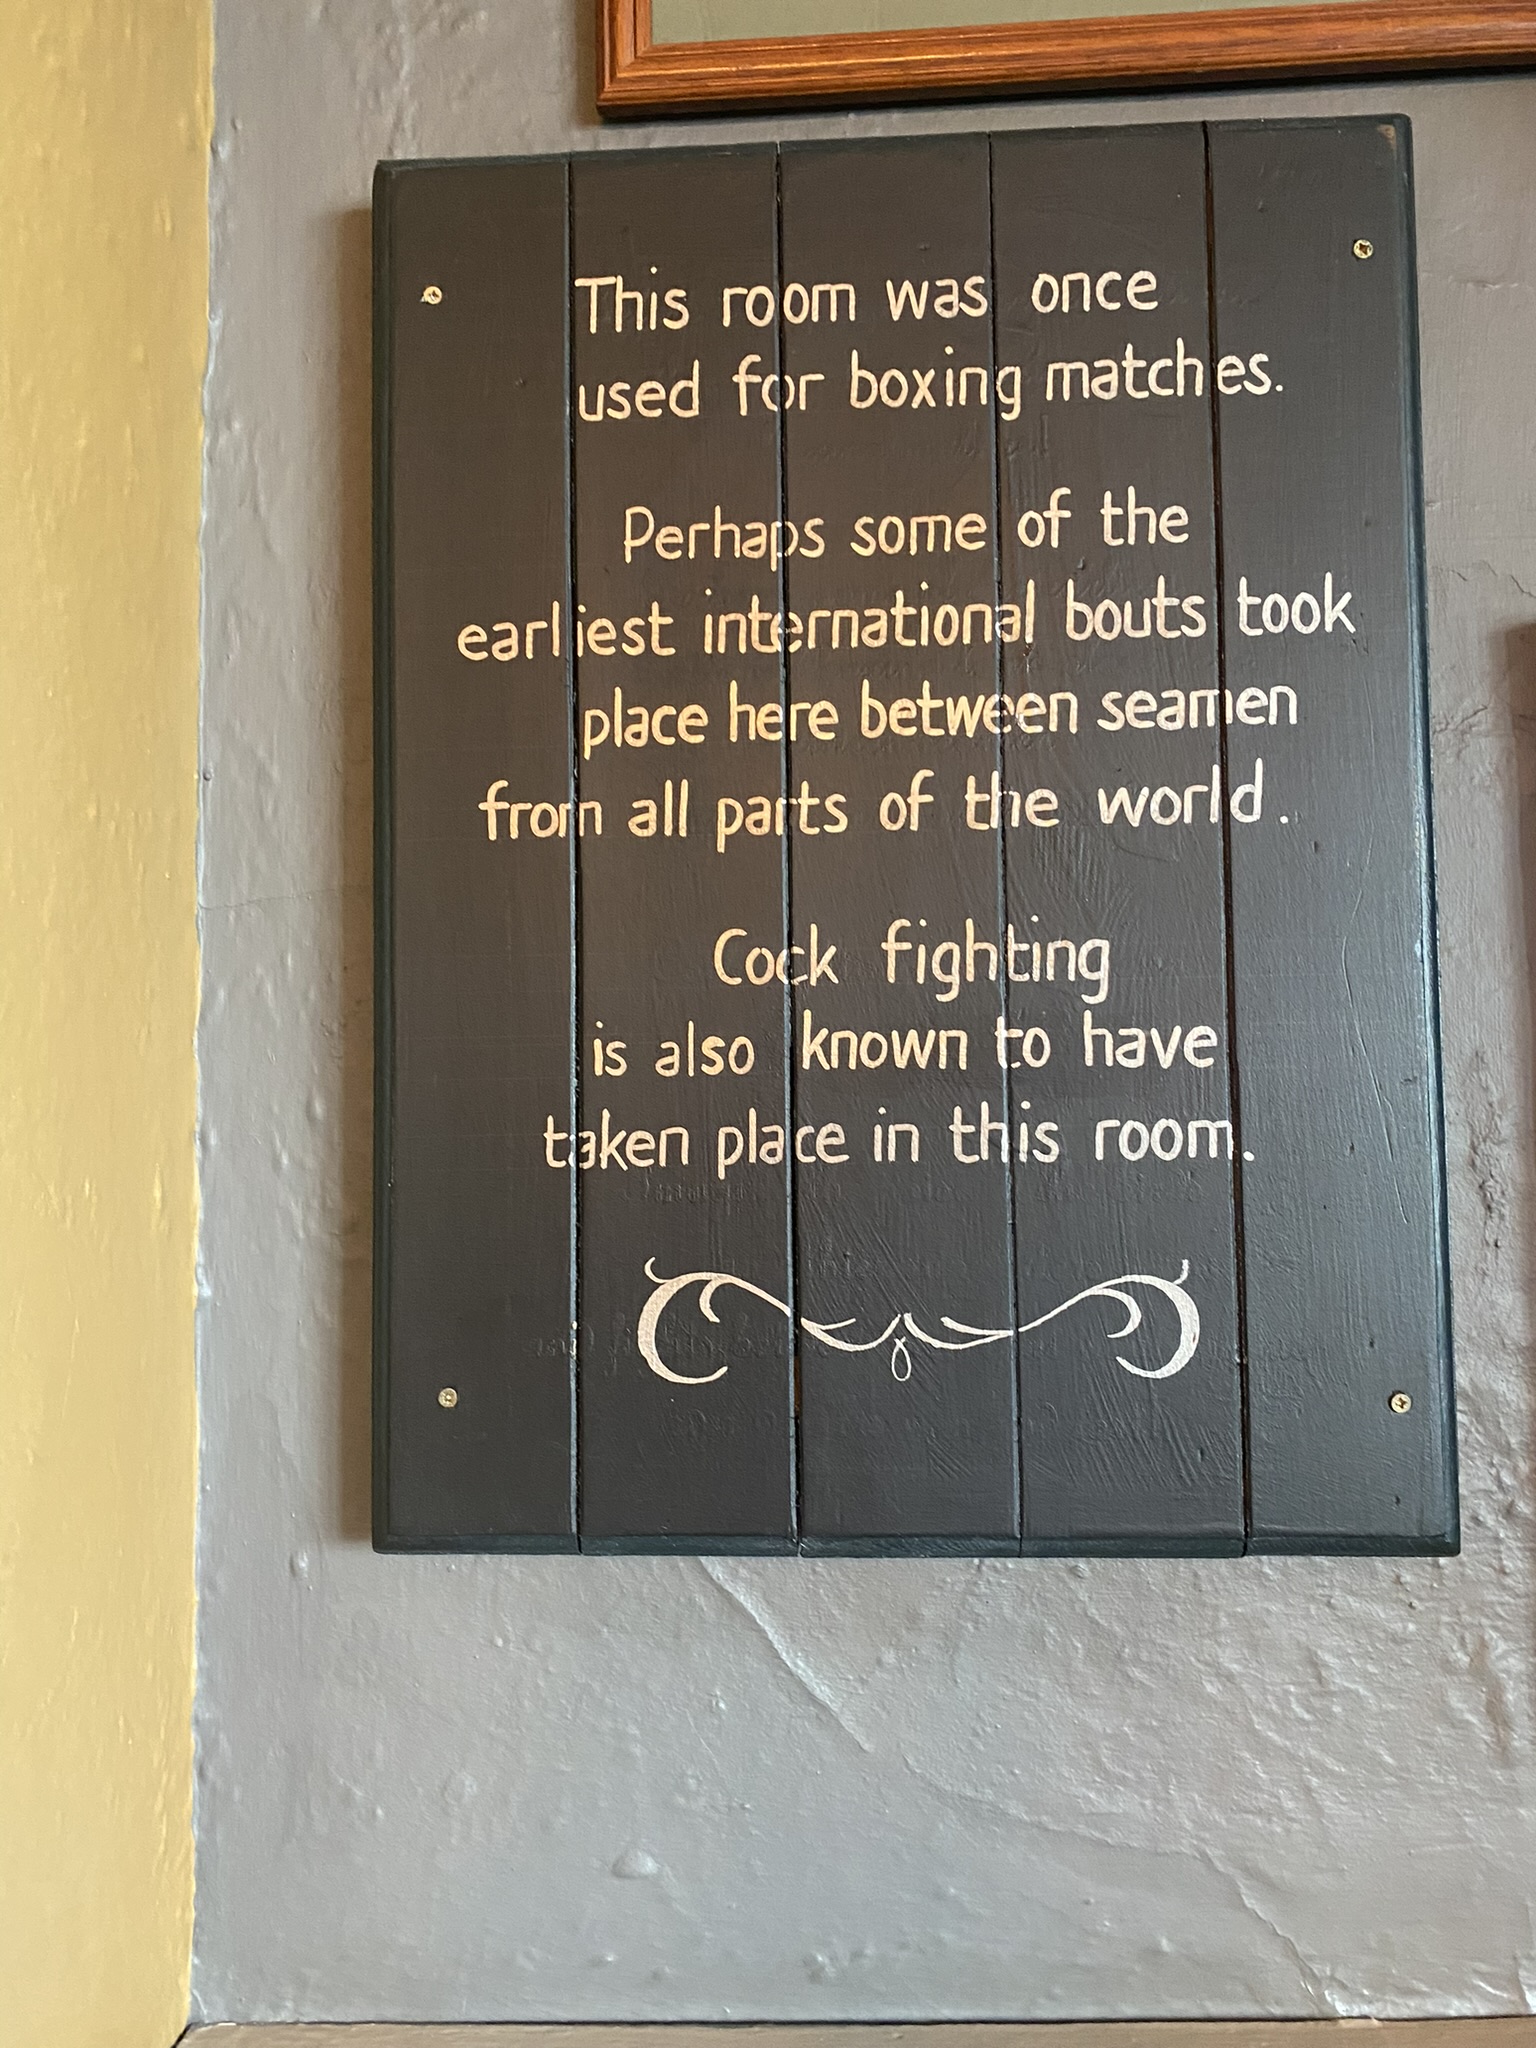 This room was once
used for boxing matches.
Perhaps some of the
earliest international bouts took
place here between seamen
from all parts of the world.
Cock fighting
is also known to have
taken place in this room.